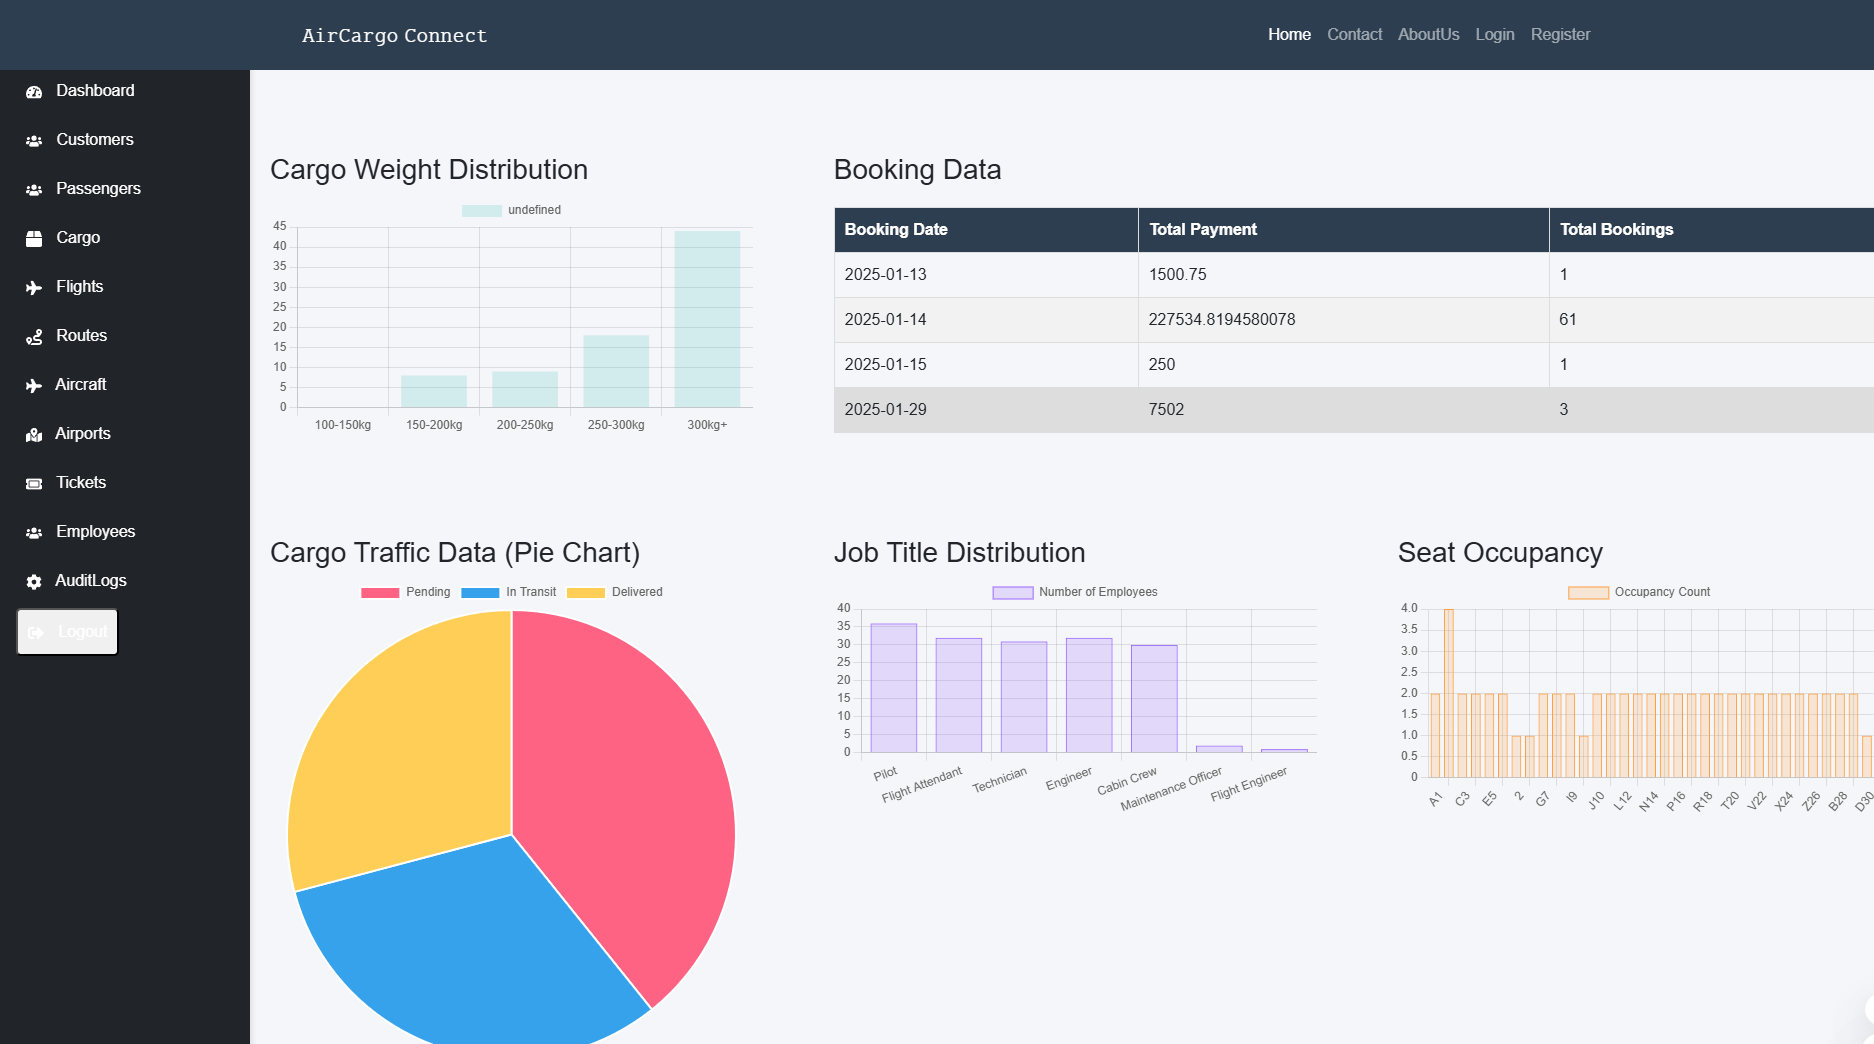 AirCargo Connect
Home Contact AboutUs Login Register
Dashboard
Customers
Passengers
Cargo
Flights
Routes
Aircraft
Airports
Tickets
Employees
AuditLogs
Logout
Cargo Weight Distribution
undefined
45
40
35
30
25
20
15
10
5
0
100-150kg 150-200kg 200-250kg 250-300kg 300kg+
Booking Data
Booking Date Total Payment Total Bookings
2025-01-13 1500.75 1
2025-01-14 227534.8194580078 61
2025-01-15 250 1
2025-01-29 7502 3
Cargo Traffic Data (Pie Chart)
Pending In Transit Delivered
Job Title Distribution
Number of Employees
40
35
30
25
20
15
10
5
0
Pilot Flight Attendant Technician Engineer Cabin Crew Maintenance Officer Flight Engineer
Seat Occupancy
Occupancy Count
4.0
3.5
3.0
2.5
2.0
1.5
1.0
0.5
0
A1 C3 E5 2 G7 I9 J10 L12 N14 P16 R18 T20 V22 X24 Z26 B28 D30